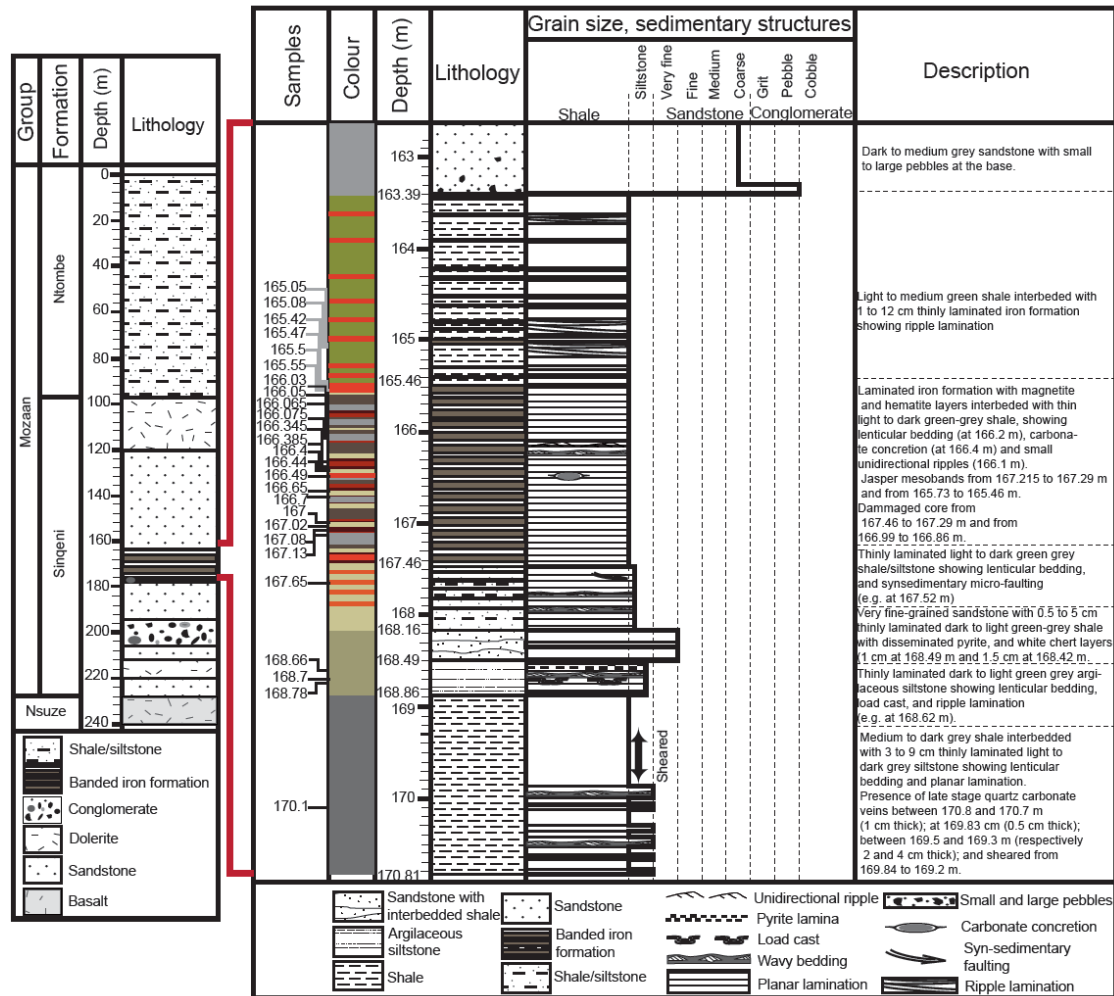 Group
Formation
Depth (m)
Lithology
Mozaan
Ntombe
Sinqeni
Nsuze
0
20
40
60
80
100
120
140
160
180
200
220
240
Shale/siltstone
Banded iron formation
Conglomerate
Dolerite
Sandstone
Basalt
Samples
Colour
Depth (m)
Lithology
Grain size, sedimentary structures
Shale
Siltstone
Very fine
Fine
Medium
Coarse
Grit
Pebble
Cobble
Sandstone
Conglomerate
Description
165.05
165.08
165.42
165.47
165.5
165.55
166.03
166.05
166.065
166.075
166.345
166.385
166.4
166.44
166.49
166.65
166.7
167
167.02
167.08
167.13
167.65
168.66
168.7
168.78
170.1
163
163.39
164
165
165.46
166
167
167.46
168
168.16
168.49
168.86
169
170
170.81
Sheared
Dark to medium grey sandstone with small
to large pebbles at the base.
Light to medium green shale interbeded with
1 to 12 cm thinly laminated iron formation
showing ripple lamination
Laminated iron formation with magnetite
and hematite layers interbeded with thin
light to dark green-grey shale, showing
lenticular bedding (at 166.2 m), carbona-
te concretion (at 166.4 m) and small
unidirectional ripples (166.1 m).
Jasper mesobands from 167.215 to 167.29 m
and from 165.73 to 165.46 m.
Dammaged core from
167.46 to 167.29 m and from
166.99 to 166.86 m.
Thinly laminated light to dark green grey
shale/siltstone showing lenticular bedding,
and synsedimentary micro-faulting
(e.g. at 167.52 m)
Very fine-grained sandstone with 0.5 to 5 cm
thinly laminated dark to light green-grey shale
with disseminated pyrite, and white chert layers
(1 cm at 168.49 m and 1.5 cm at 168.42 m.
Thinly laminated dark to light green grey argi-
laceous siltstone showing lenticular bedding,
load cast, and ripple lamination
(e.g. at 168.62 m).
Medium to dark grey shale interbedded
with 3 to 9 cm thinly laminated light to
dark grey siltstone showing lenticular
bedding and planar lamination.
Presence of late stage quartz carbonate
veins between 170.8 and 170.7 m
(1 cm thick); at 169.83 cm (0.5 cm thick);
between 169.5 and 169.3 m (respectively
2 and 4 cm thick); and sheared from
169.84 to 169.2 m.
Sandstone with
interbedded shale
Argilaceous
siltstone
Shale
Sandstone
Banded iron
formation
Shale/siltstone
Unidirectional ripple
Pyrite lamina
Load cast
Wavy bedding
Planar lamination
Small and large pebbles
Carbonate concretion
Syn-sedimentary
faulting
Ripple lamination